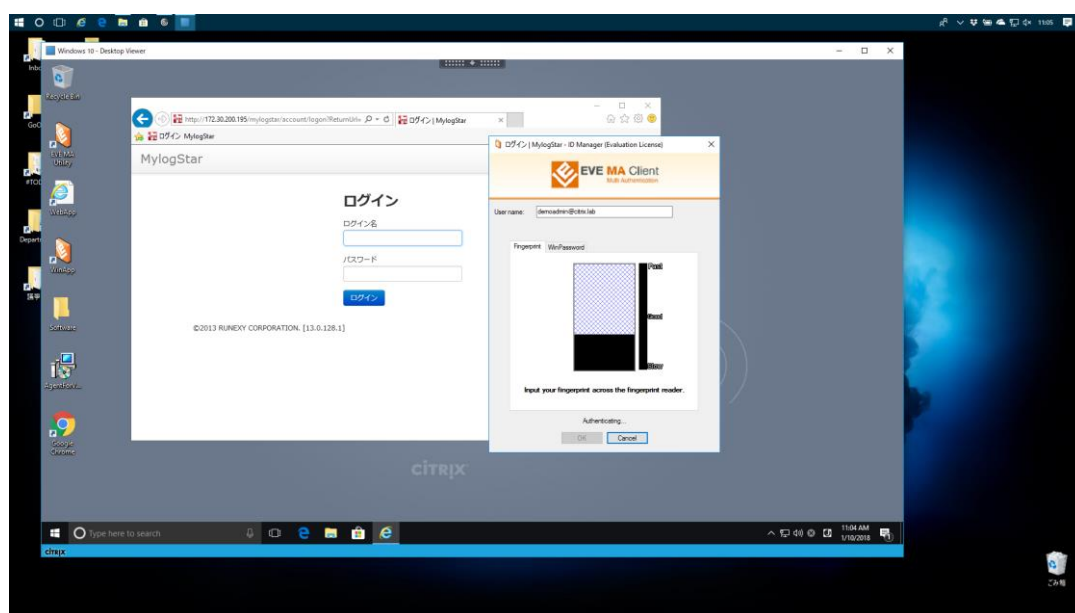 11:05
Windows 10 - Desktop Viewer
Recycle Bin
http://172.30.200.195/mylogstar/account/logon?ReturnUrl=
ログイン | MylogStar
ログイン MylogStar
MylogStar
ログイン
ログイン名
パスワード
ログイン
©2013 RUNEXY CORPORATION. [13.0.128.1]
ログイン | MylogStar - ID Manager (Evaluation License)
EVE MA Client
Multi Authentication
User name:
demoadmin@citrix.lab
Fingerprint
WinPassword
Fast
Good
Slow
Input your fingerprint across the fingerprint reader.
Authenticating...
OK
Cancel
EVE MA
Utility
WebApp
WinApp
Software
Google
Chrome
CITRIX
Type here to search
11:04 AM
1/10/2018
citrix
ごみ箱